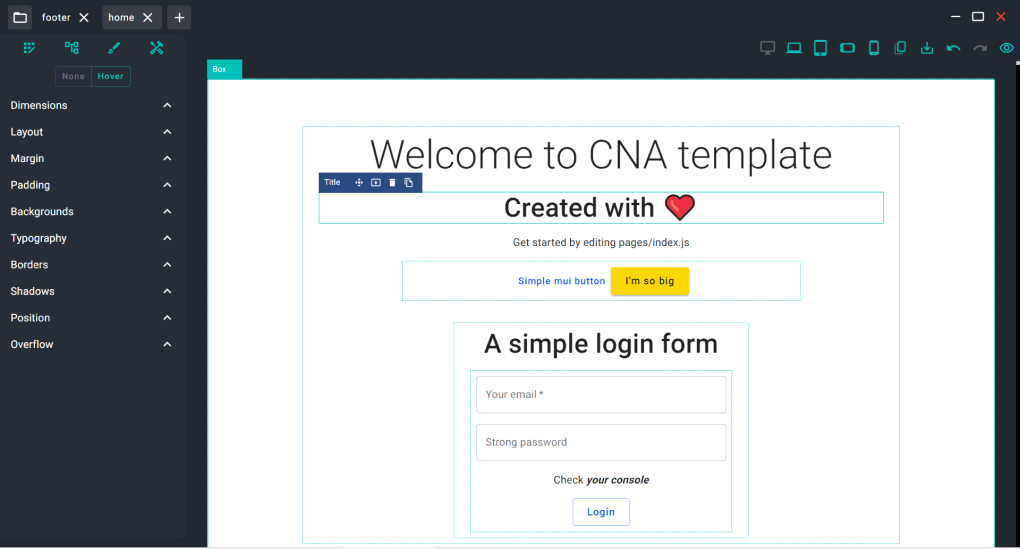 footer
home
None Hover
Dimensions
Layout
Margin
Padding
Backgrounds
Typography
Borders
Shadows
Position
Overflow
Box
Welcome to CNA template
Title
Created with
Get started by editing pages/index.js
Simple mui button
I'm so big
A simple login form
Your email *
Strong password
Check your console
Login